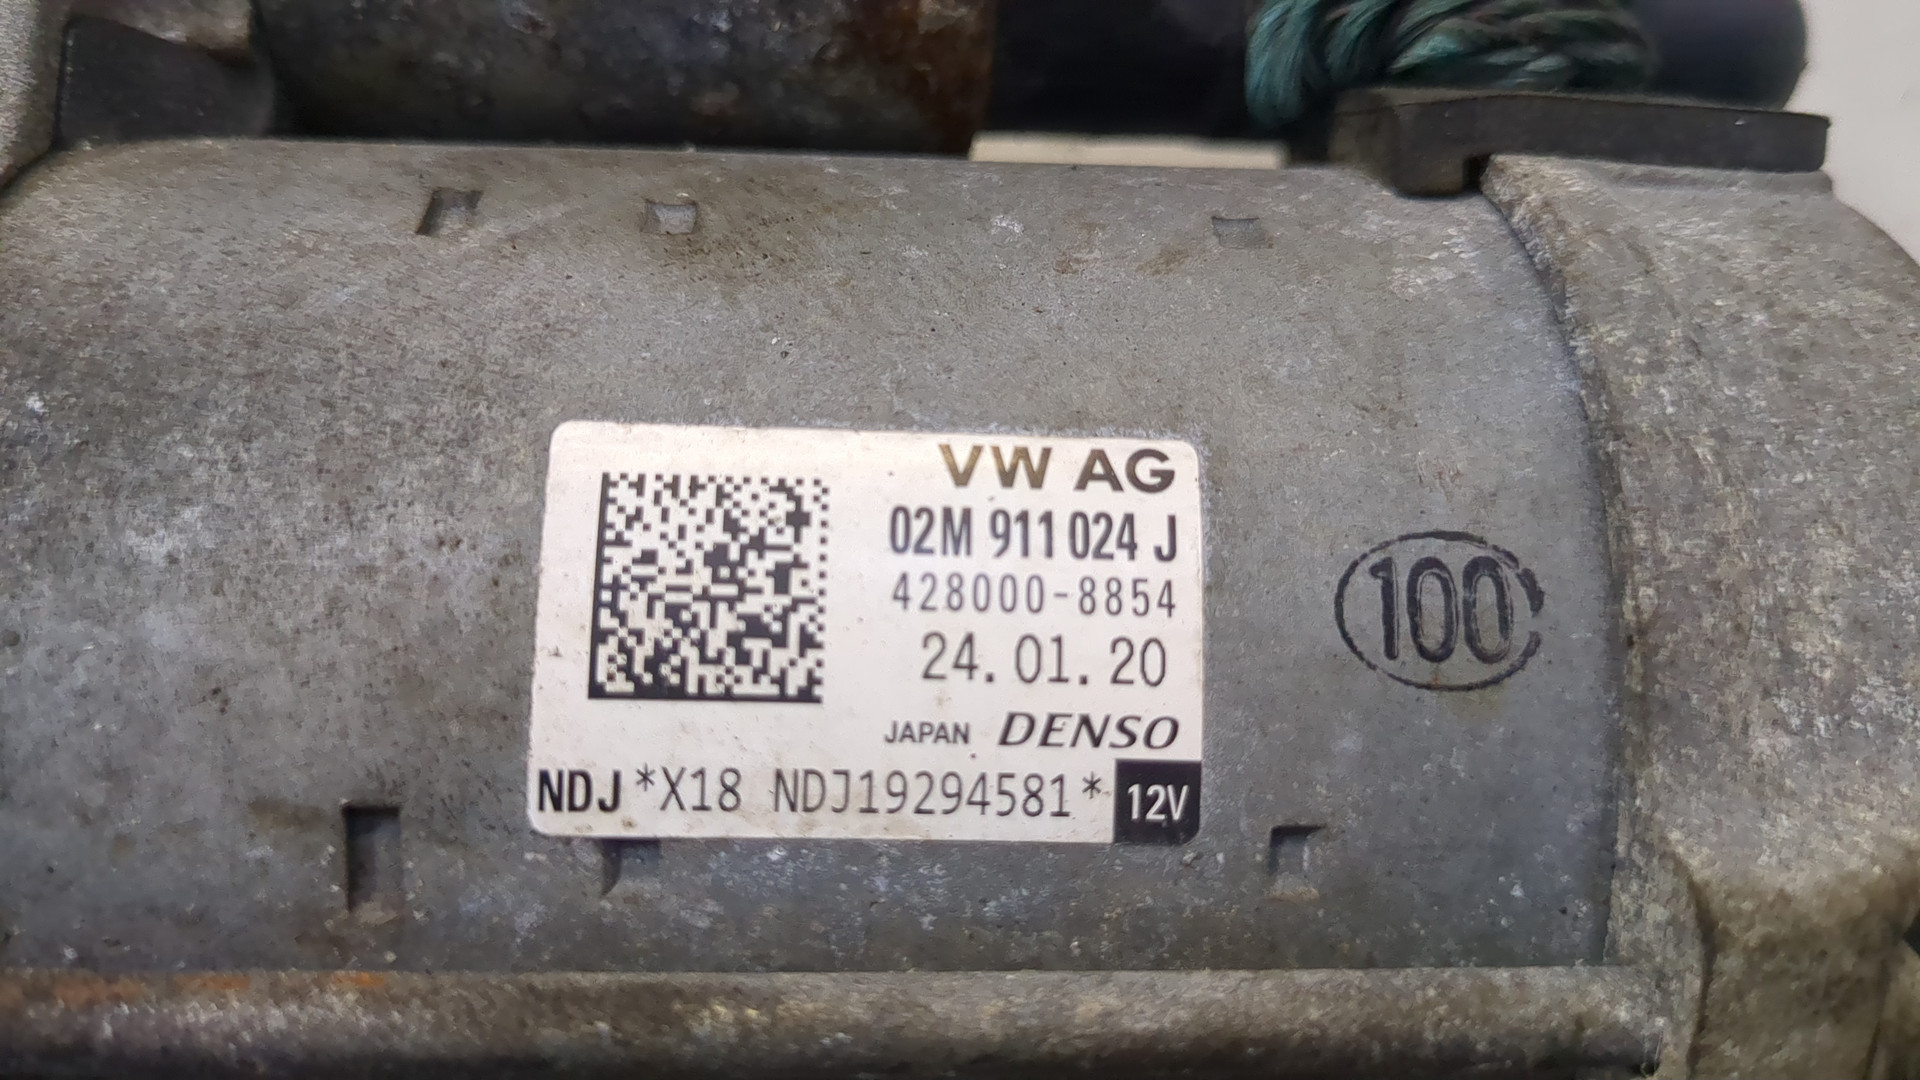 VW AG
02M 911 024 J
428000-8854
24.01.20
JAPAN DENSO
NDJ *X18 NDJ19294581* 12V
100